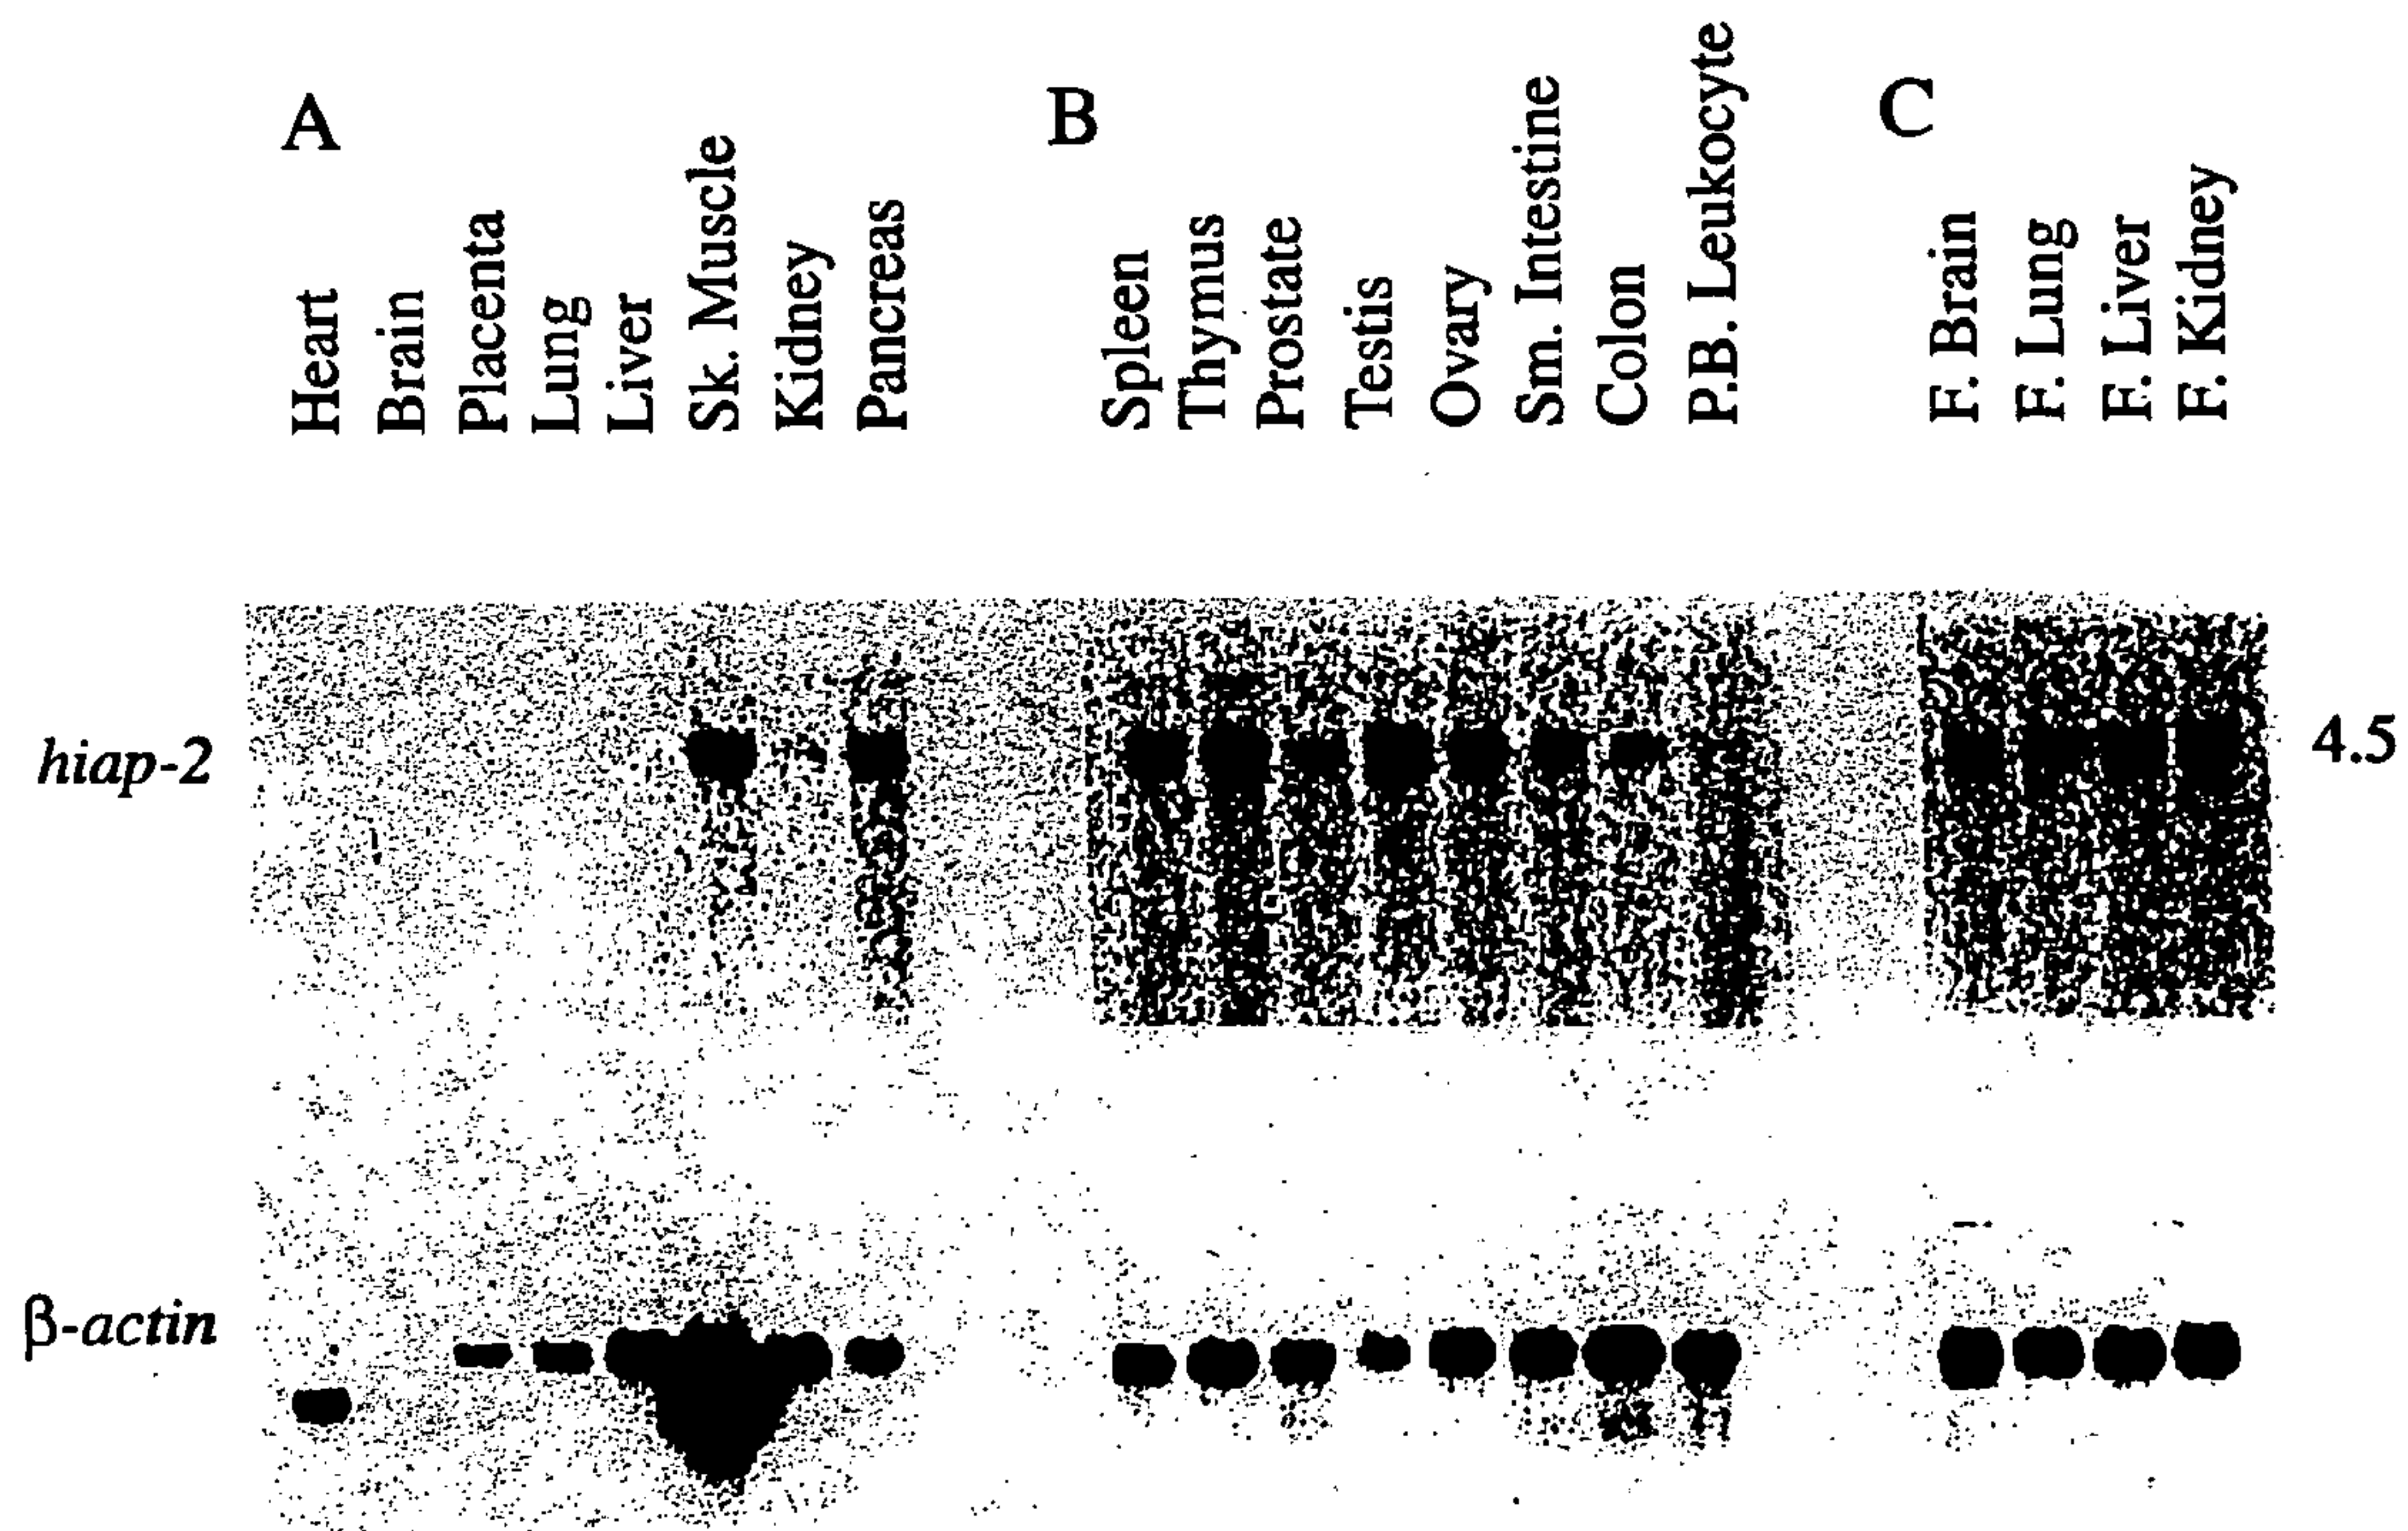 A
B
C
Heart
Brain
Placenta
Lung
Liver
Sk. Muscle
Kidney
Pancreas
Spleen
Thymus
Prostate
Testis
Ovary
Sm. Intestine
Colon
P.B. Leukocyte
F. Brain
F. Lung
F. Liver
F. Kidney
hiap-2
4.5
β-actin